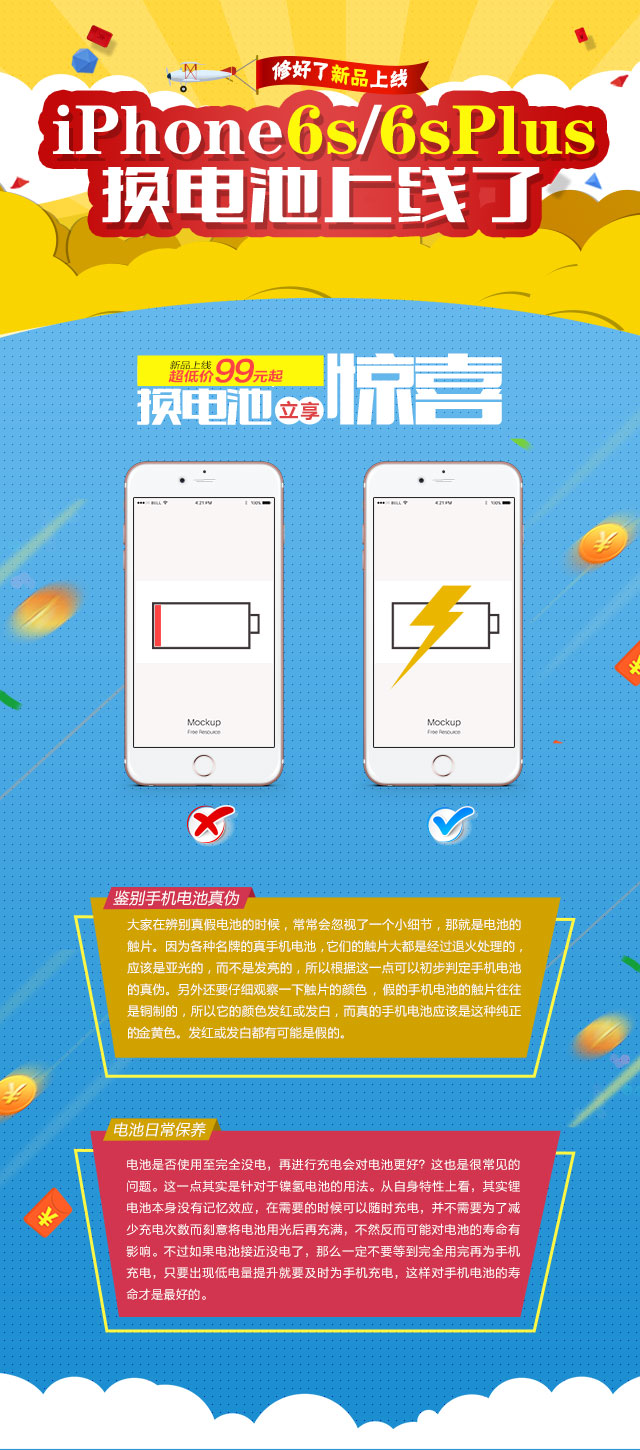 修好了新品上线
iPhone6s/6sPlus
换电池上线了
新品上线
超低价99元起
换电池立享惊喜
BELL 4:21 PM 100%
BELL 4:21 PM 100%
Mockup
Free Resource
Mockup
Free Resource
鉴别手机电池真伪
大家在辨别真假电池的时候，常常会忽视了一个小细节，那就是电池的
触片。因为各种名牌的真手机电池，它们的触片大都是经过退火处理的，
应该是亚光的，而不是发亮的，所以根据这一点可以初步判定手机电池
的真伪。另外还要仔细观察一下触片的颜色，假的手机电池的触片往往
是铜制的，所以它的颜色发红或发白，而真的手机电池应该是这种纯正
的金黄色。发红或发白都有可能是假的。
电池日常保养
电池是否使用至完全没电，再进行充电会对电池更好？这也是很常见的
问题。这一点其实是针对于镍氢电池的用法。从自身特性上看，其实锂
电池本身没有记忆效应，在需要的时候可以随时充电，并不需要为了减
少充电次数而刻意将电池用光后再充满，不然反而可能对电池的寿命有
影响。不过如果电池接近没电了，那么一定不要等到完全用完再为手机
充电，只要出现低电量提升就要及时为手机充电，这样对手机电池的寿
命才是最好的。